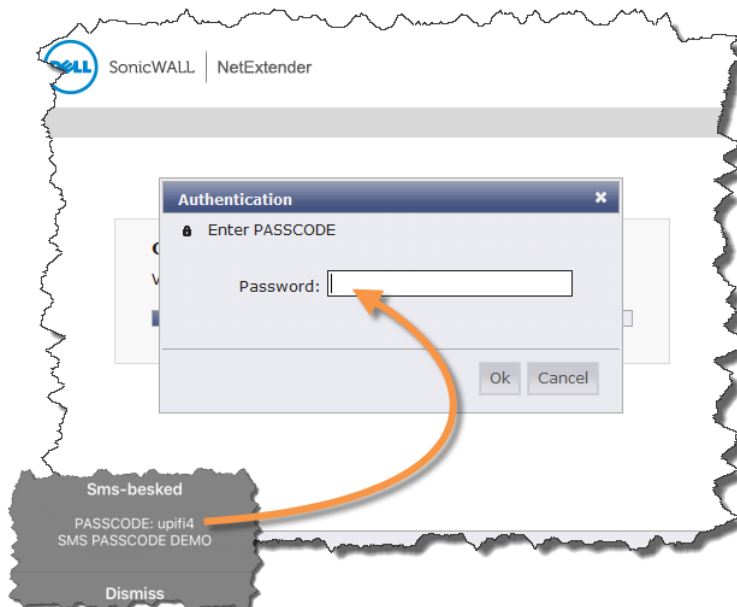 DELL SonicWALL NetExtender
Authentication
Enter PASSCODE
Password:
Ok Cancel
Sms-besked
PASSCODE: upifi4
SMS PASSCODE DEMO
Dismiss